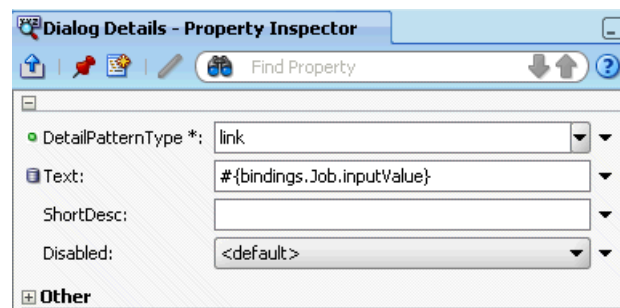 Dialog Details - Property Inspector
Find Property
DetailPatternType *: link
Text: #{bindings.Job.inputValue}
ShortDesc:
Disabled: <default>
Other